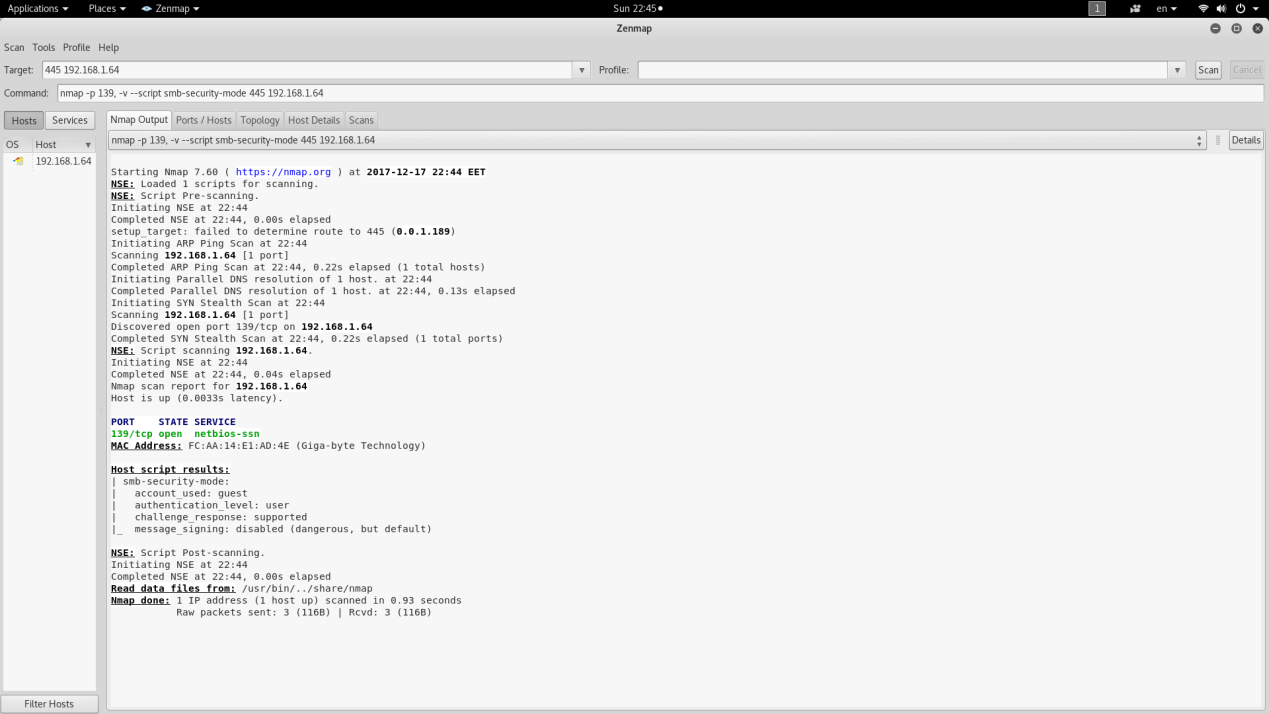 Applications Places Zenmap Sun 22:45 1 en
Zenmap
Scan Tools Profile Help
Target: 445 192.168.1.64 Profile: Scan Cancel
Command: nmap -p 139, -v --script smb-security-mode 445 192.168.1.64
Hosts Services Nmap Output Ports / Hosts Topology Host Details Scans
OS Host nmap -p 139, -v --script smb-security-mode 445 192.168.1.64 Details
192.168.1.64
Starting Nmap 7.60 ( https://nmap.org ) at 2017-12-17 22:44 EET
NSE: Loaded 1 scripts for scanning.
NSE: Script Pre-scanning.
Initiating NSE at 22:44
Completed NSE at 22:44, 0.00s elapsed
setup_target: failed to determine route to 445 (0.0.1.189)
Initiating ARP Ping Scan at 22:44
Scanning 192.168.1.64 [1 port]
Completed ARP Ping Scan at 22:44, 0.22s elapsed (1 total hosts)
Initiating Parallel DNS resolution of 1 host. at 22:44
Completed Parallel DNS resolution of 1 host. at 22:44, 0.13s elapsed
Initiating SYN Stealth Scan at 22:44
Scanning 192.168.1.64 [1 port]
Discovered open port 139/tcp on 192.168.1.64
Completed SYN Stealth Scan at 22:44, 0.22s elapsed (1 total ports)
NSE: Script scanning 192.168.1.64.
Initiating NSE at 22:44
Completed NSE at 22:44, 0.04s elapsed
Nmap scan report for 192.168.1.64
Host is up (0.0033s latency).
PORT STATE SERVICE
139/tcp open netbios-ssn
MAC Address: FC:AA:14:E1:AD:4E (Giga-byte Technology)
Host script results:
| smb-security-mode:
| account_used: guest
| authentication_level: user
| challenge_response: supported
|_ message_signing: disabled (dangerous, but default)
NSE: Script Post-scanning.
Initiating NSE at 22:44
Completed NSE at 22:44, 0.00s elapsed
Read data files from: /usr/bin/../share/nmap
Nmap done: 1 IP address (1 host up) scanned in 0.93 seconds
Raw packets sent: 3 (116B) | Rcvd: 3 (116B)
Filter Hosts